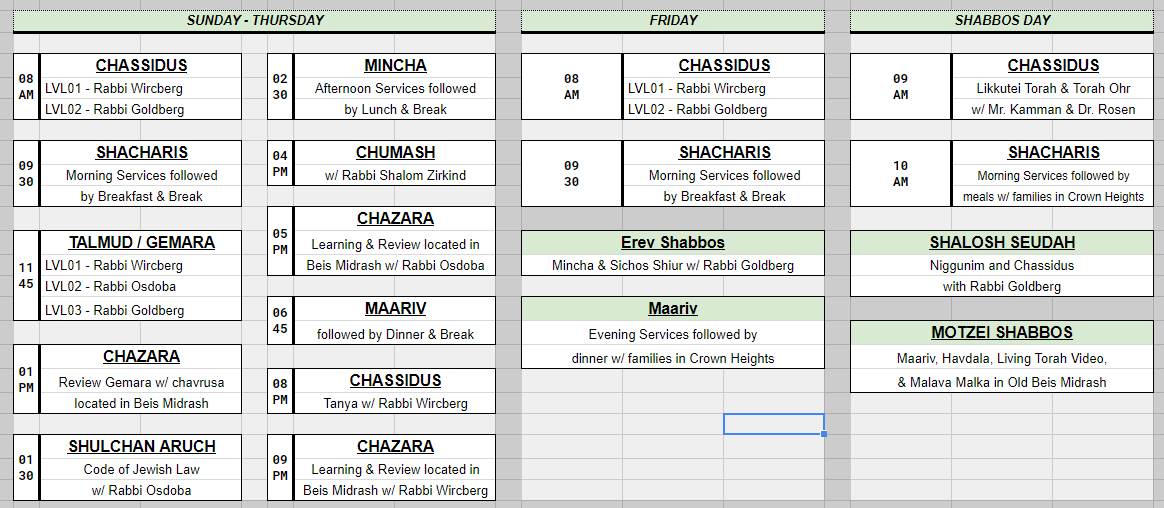 SUNDAY - THURSDAY
08
AM
CHASSIDUS
LVL01 - Rabbi Wircberg
LVL02 - Rabbi Goldberg
09
30
SHACHARIS
Morning Services followed
by Breakfast & Break
11
45
TALMUD / GEMARA
LVL01 - Rabbi Wircberg
LVL02 - Rabbi Osdoba
LVL03 - Rabbi Goldberg
01
PM
CHAZARA
Review Gemara w/ chavrusa
located in Beis Midrash
01
30
SHULCHAN ARUCH
Code of Jewish Law
w/ Rabbi Osdoba
02
30
MINCHA
Afternoon Services followed
by Lunch & Break
04
PM
CHUMASH
w/ Rabbi Shalom Zirkind
05
PM
CHAZARA
Learning & Review located in
Beis Midrash w/ Rabbi Osdoba
06
45
MAARIV
followed by Dinner & Break
08
PM
CHASSIDUS
Tanya w/ Rabbi Wircberg
09
PM
CHAZARA
Learning & Review located in
Beis Midrash w/ Rabbi Wircberg
FRIDAY
08
AM
CHASSIDUS
LVL01 - Rabbi Wircberg
LVL02 - Rabbi Goldberg
09
30
SHACHARIS
Morning Services followed
by Breakfast & Break
Erev Shabbos
Mincha & Sichos Shiur w/ Rabbi Goldberg
Maariv
Evening Services followed by
dinner w/ families in Crown Heights
SHABBOS DAY
09
AM
CHASSIDUS
Likkutei Torah & Torah Ohr
w/ Mr. Kamman & Dr. Rosen
10
AM
SHACHARIS
Morning Services followed by
meals w/ families in Crown Heights
SHALOSH SEUDAH
Niggunim and Chassidus
with Rabbi Goldberg
MOTZEI SHABBOS
Maariv, Havdala, Living Torah Video,
& Malava Malka in Old Beis Midrash